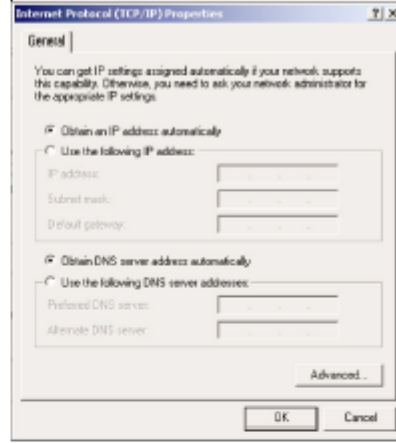 Internet Protocol (TCP/IP) Properties
General
You can get IP settings assigned automatically if your network supports
this capability. Otherwise, you need to ask your network administrator for
the appropriate IP settings.
Obtain an IP address automatically
Use the following IP address:
IP address:
Subnet mask:
Default gateway:
Obtain DNS server address automatically
Use the following DNS server addresses:
Preferred DNS server:
Alternate DNS server:
Advanced...
OK
Cancel